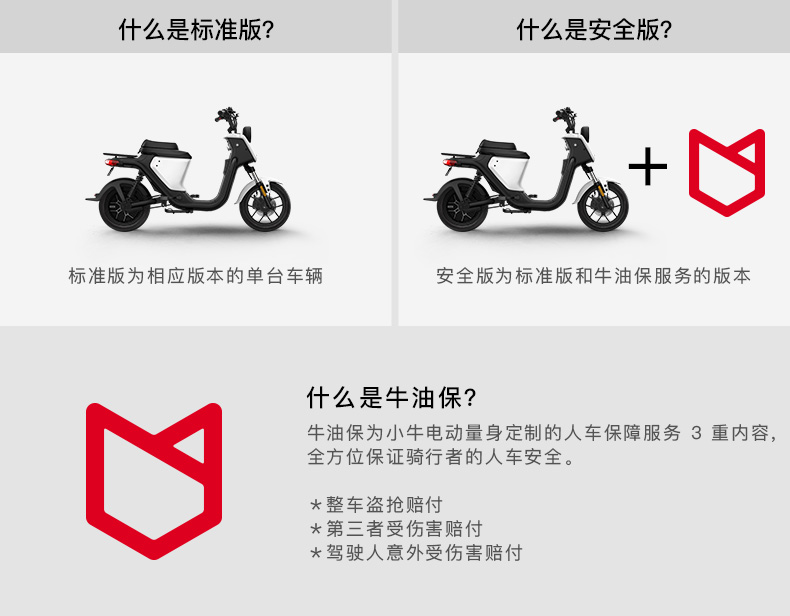 什么是标准版?
什么是安全版?
标准版为相应版本的单台车辆
安全版为标准版和牛油保服务的版本
什么是牛油保?
牛油保为小牛电动量身定制的人车保障服务 3 重内容,
全方位保证骑行者的人车安全。
*整车盗抢赔付
*第三者受伤害赔付
*驾驶人意外受伤害赔付